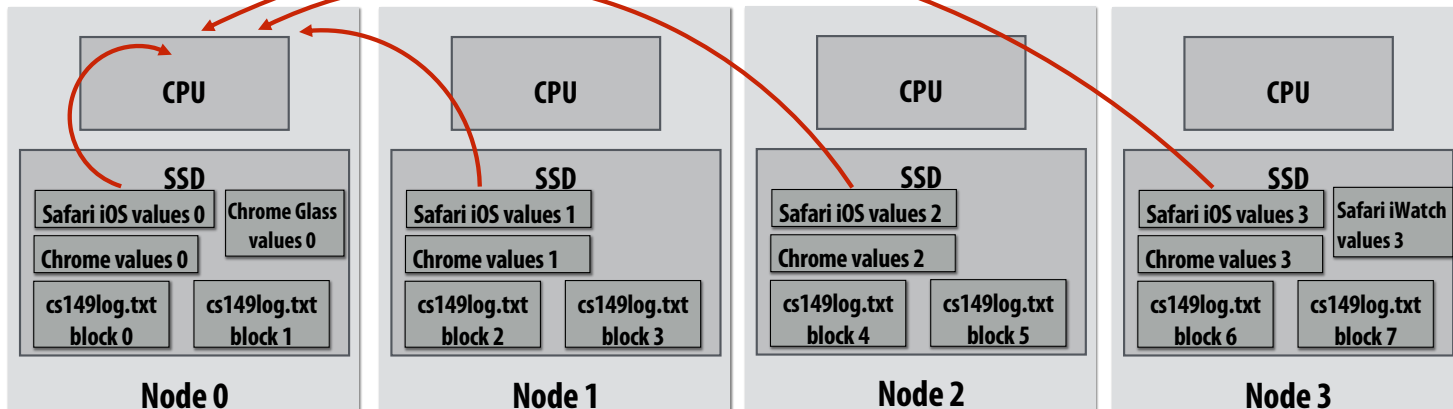 CPU
SSD
Safari iOS values 0
Chrome Glass
values 0
Chrome values 0
cs149log.txt
block 0
cs149log.txt
block 1
Node 0
CPU
SSD
Safari iOS values 1
Chrome values 1
cs149log.txt
block 2
cs149log.txt
block 3
Node 1
CPU
SSD
Safari iOS values 2
Chrome values 2
cs149log.txt
block 4
cs149log.txt
block 5
Node 2
CPU
SSD
Safari iOS values 3
Safari iWatch
values 3
Chrome values 3
cs149log.txt
block 6
cs149log.txt
block 7
Node 3